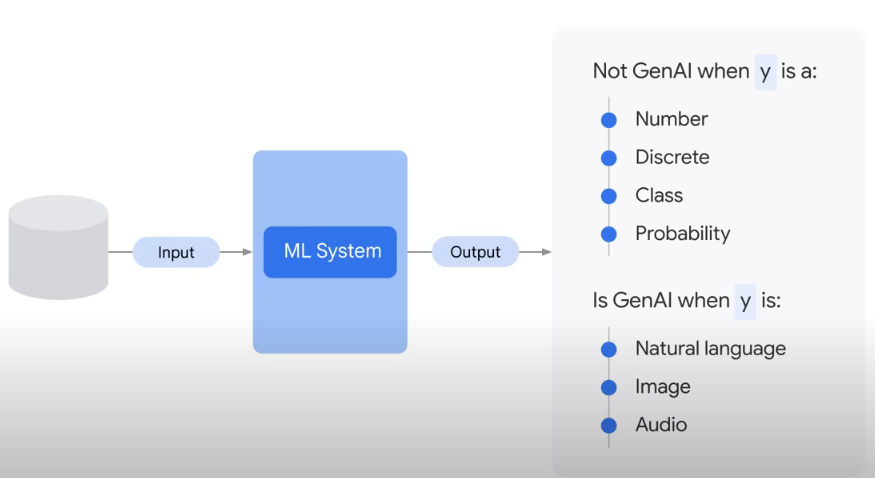 Not GenAI when y is a:
Number
Discrete
Class
Probability
Input
ML System
Output
Is GenAI when y is:
Natural language
Image
Audio